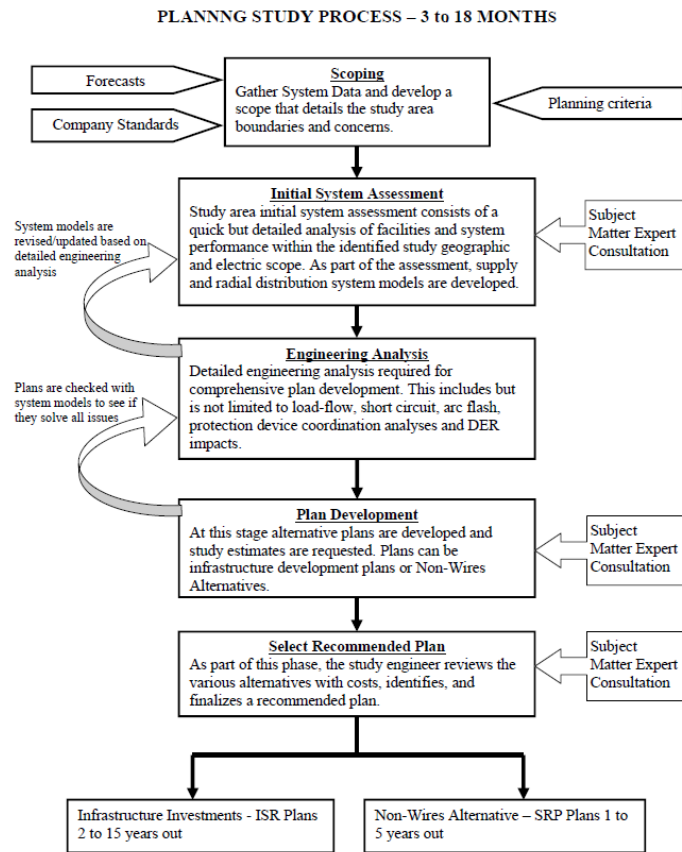 PLANNNG STUDY PROCESS – 3 to 18 MONTHS
Forecasts
Company Standards
Scoping
Gather System Data and develop a
scope that details the study area
boundaries and concerns.
Planning criteria
Initial System Assessment
Study area initial system assessment consists of a
quick but detailed analysis of facilities and system
performance within the identified study geographic
and electric scope. As part of the assessment, supply
and radial distribution system models are developed.
Subject
Matter Expert
Consultation
System models are
revised/updated based on
detailed engineering
analysis
Engineering Analysis
Detailed engineering analysis required for
comprehensive plan development. This includes but
is not limited to load-flow, short circuit, arc flash,
protection device coordination analyses and DER
impacts.
Plans are checked with
system models to see if
they solve all issues
Plan Development
At this stage alternative plans are developed and
study estimates are requested. Plans can be
infrastructure development plans or Non-Wires
Alternatives.
Subject
Matter Expert
Consultation
Select Recommended Plan
As part of this phase, the study engineer reviews the
various alternatives with costs, identifies, and
finalizes a recommended plan.
Subject
Matter Expert
Consultation
Infrastructure Investments - ISR Plans
2 to 15 years out
Non-Wires Alternative – SRP Plans 1 to
5 years out